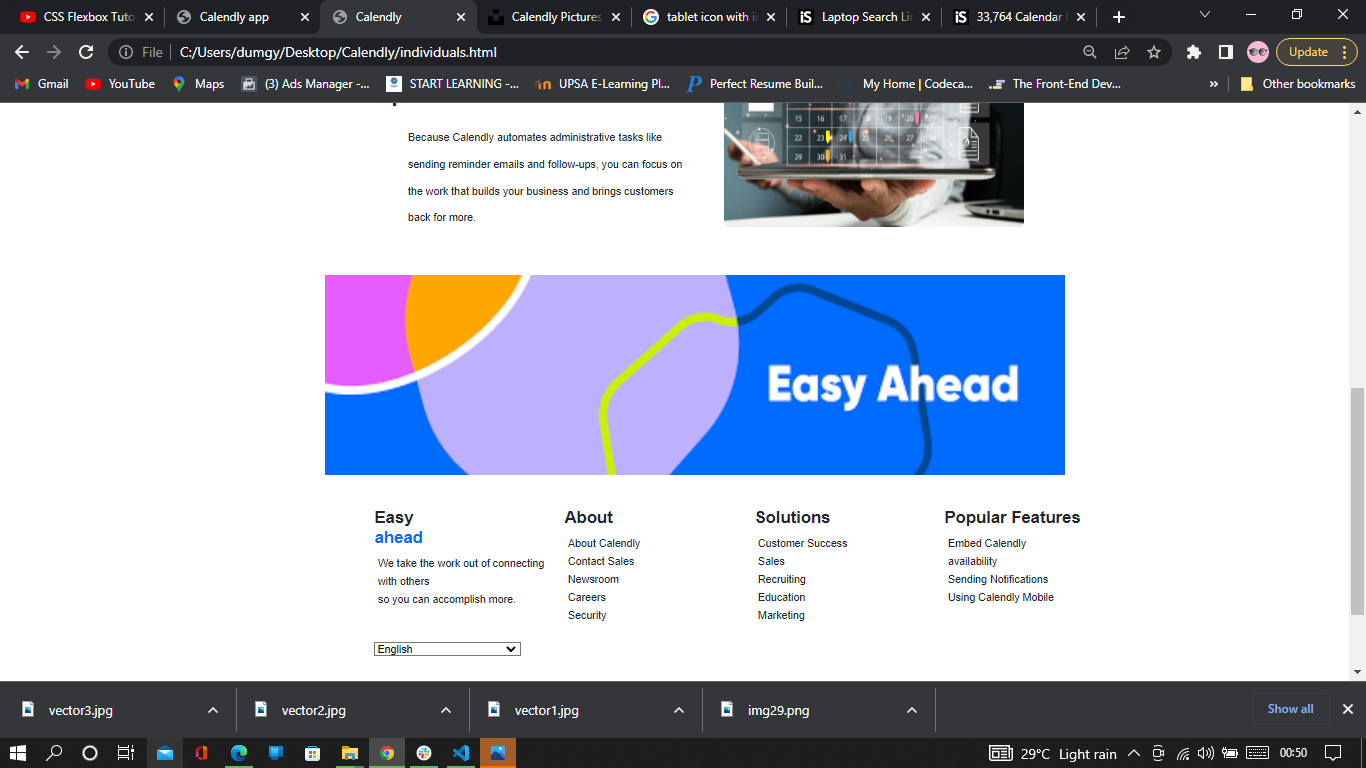 CSS Flexbox Tuto
Calendly app
Calendly
Calendly Pictures
tablet icon with in
Laptop Search Lin
33,764 Calendar
File
C:/Users/dumgy/Desktop/Calendly/individuals.html
Update
Gmail
YouTube
Maps
(3) Ads Manager -...
START LEARNING -...
UPSA E-Learning Pl...
Perfect Resume Buil...
My Home | Codeca...
The Front-End Dev...
»
Other bookmarks
Because Calendly automates administrative tasks like
sending reminder emails and follow-ups, you can focus on
the work that builds your business and brings customers
back for more.
15 16 17 18 19 20 21
22 23 24 25 26 27 28
29 30 31
Easy Ahead
Easy
ahead
We take the work out of connecting
with others
so you can accomplish more.
English
About
About Calendly
Contact Sales
Newsroom
Careers
Security
Solutions
Customer Success
Sales
Recruiting
Education
Marketing
Popular Features
Embed Calendly
availability
Sending Notifications
Using Calendly Mobile
vector3.jpg
vector2.jpg
vector1.jpg
img29.png
Show all
29°C Light rain
00:50